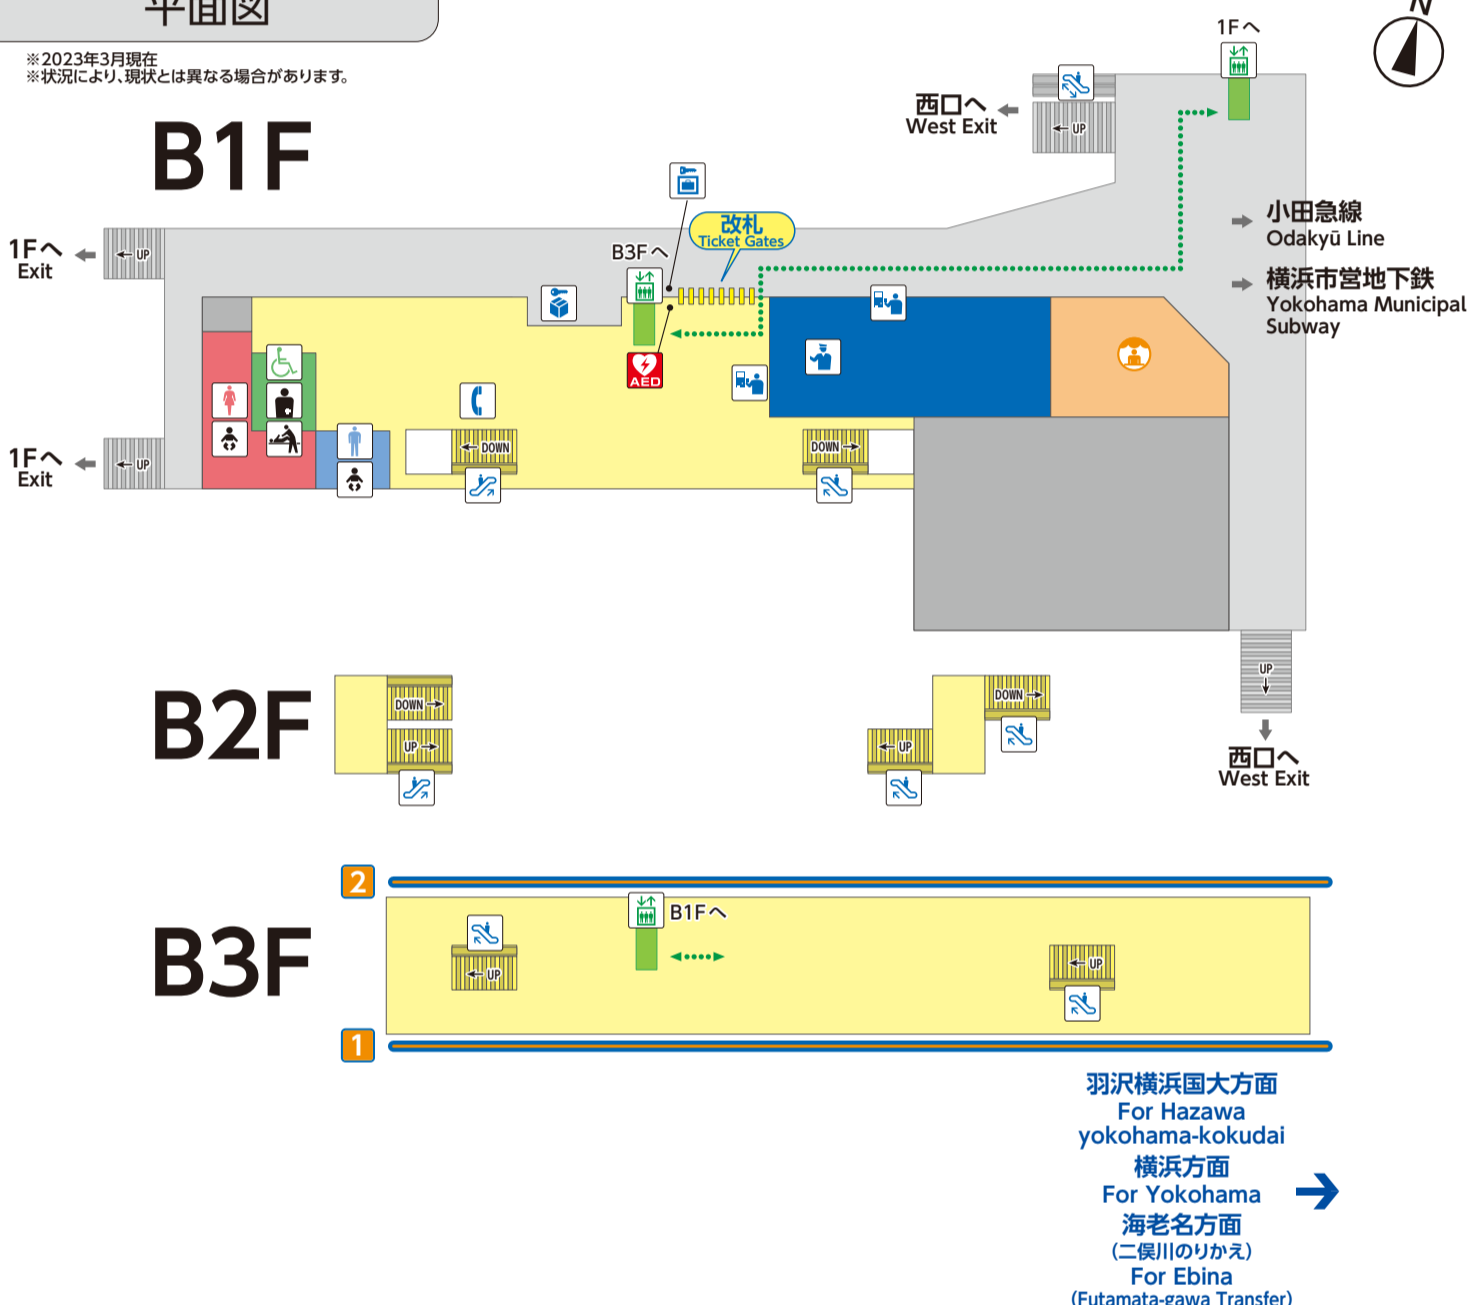 平面図
※2023年3月現在
※状況により、現状とは異なる場合があります。
N
1Fへ
西口へ
West Exit
UP
B1F
改札
Ticket Gates
B3Fへ
1Fへ
Exit
UP
小田急線
Odakyū Line
横浜市営地下鉄
Yokohama Municipal
Subway
AED
1Fへ
Exit
UP
DOWN
DOWN
UP
西口へ
West Exit
B2F
DOWN
UP
DOWN
UP
2
B3F
B1Fへ
UP
UP
1
羽沢横浜国大方面
For Hazawa
yokohama-kokudai
横浜方面
For Yokohama
海老名方面
(二俣川のりかえ)
For Ebina
(Futamata-gawa Transfer)